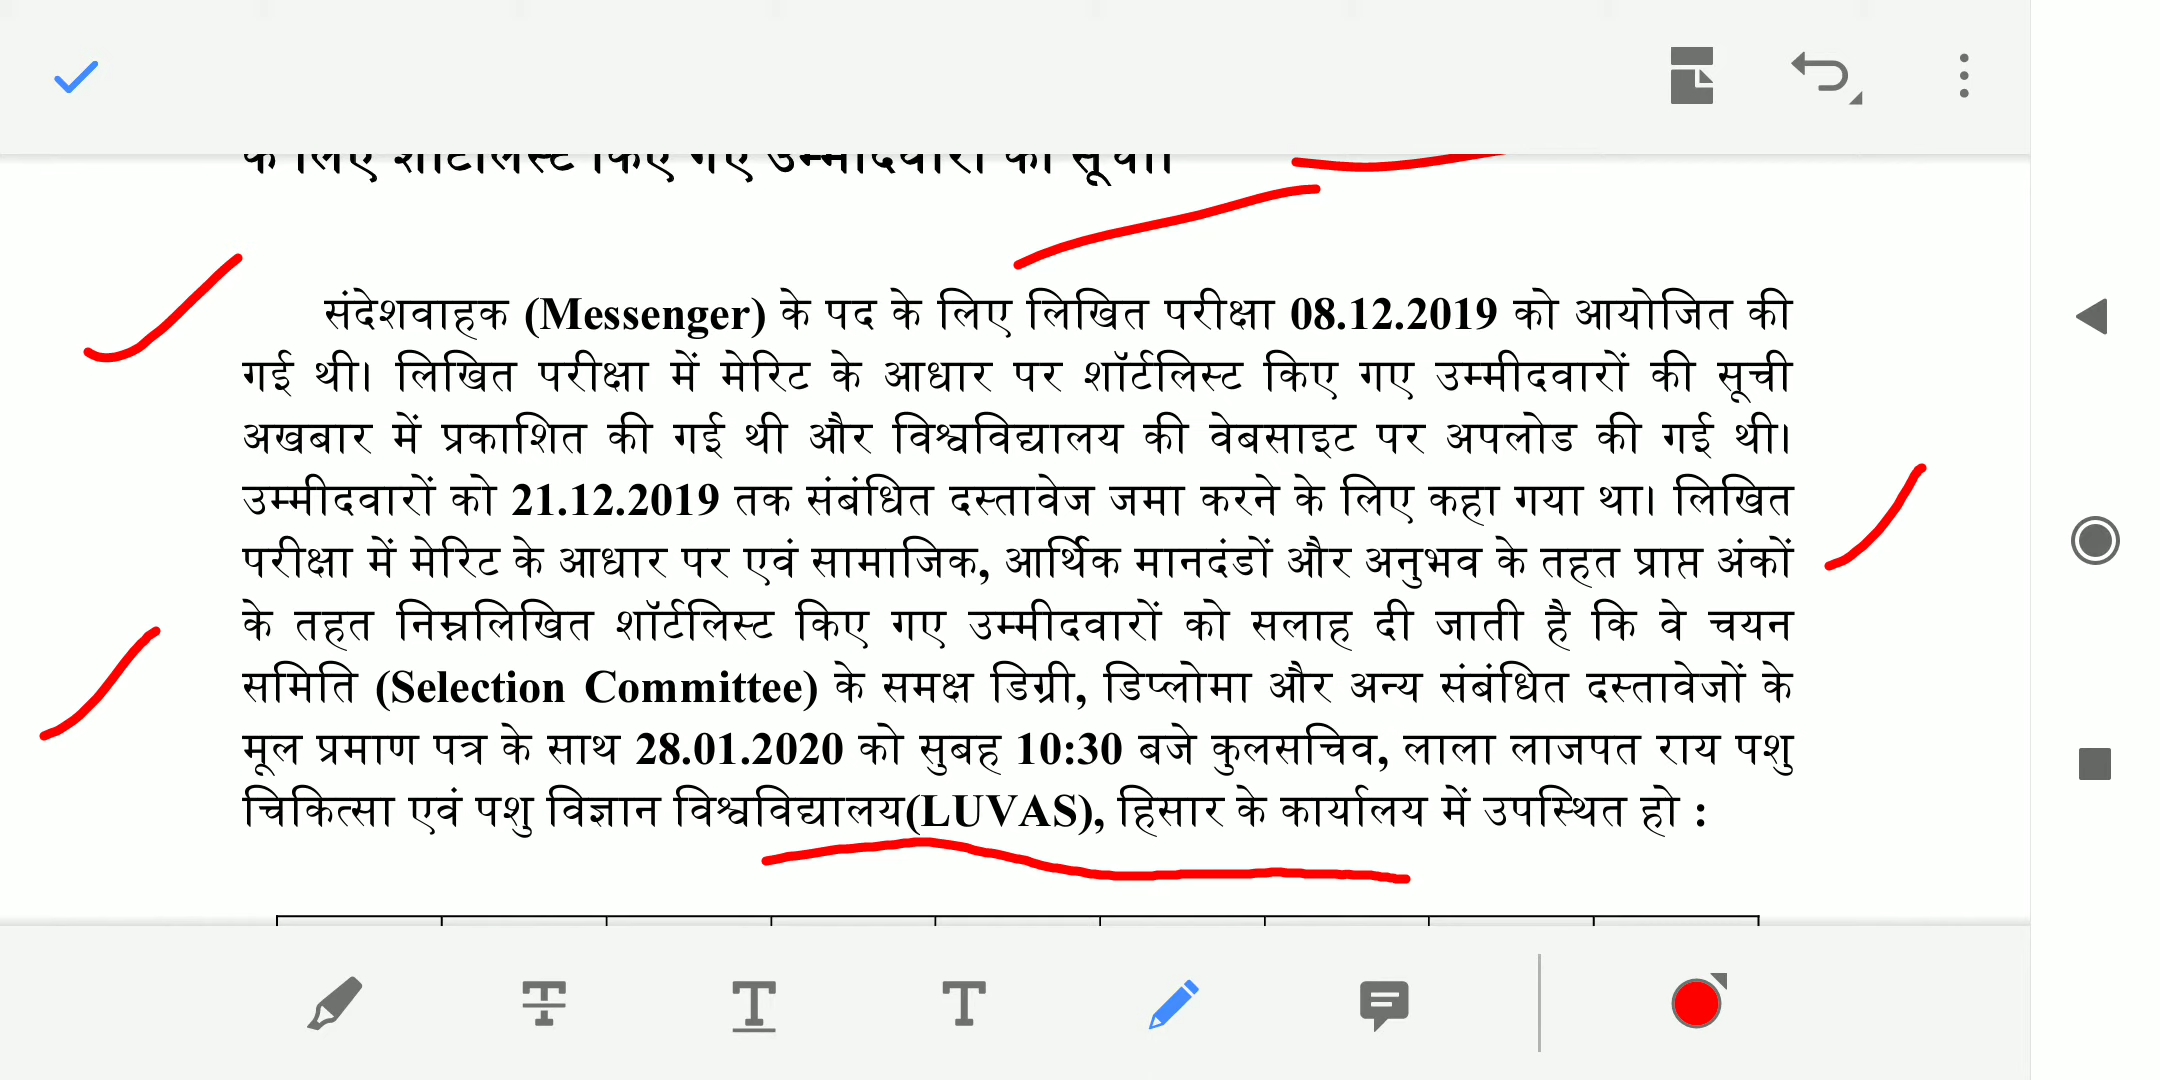 के लिए शॉर्टलिस्ट किए गए उम्मीदवारों की सूची।
संदेशवाहक (Messenger) के पद के लिए लिखित परीक्षा 08.12.2019 को आयोजित की
गई थी। लिखित परीक्षा में मेरिट के आधार पर शॉर्टलिस्ट किए गए उम्मीदवारों की सूची
अखबार में प्रकाशित की गई थी और विश्वविद्यालय की वेबसाइट पर अपलोड की गई थी।
उम्मीदवारों को 21.12.2019 तक संबंधित दस्तावेज जमा करने के लिए कहा गया था। लिखित
परीक्षा में मेरिट के आधार पर एवं सामाजिक, आर्थिक मानदंडों और अनुभव के तहत प्राप्त अंकों
के तहत निम्नलिखित शॉर्टलिस्ट किए गए उम्मीदवारों को सलाह दी जाती है कि वे चयन
समिति (Selection Committee) के समक्ष डिग्री, डिप्लोमा और अन्य संबंधित दस्तावेजों के
मूल प्रमाण पत्र के साथ 28.01.2020 को सुबह 10:30 बजे कुलसचिव, लाला लाजपत राय पशु
चिकित्सा एवं पशु विज्ञान विश्वविद्यालय(LUVAS), हिसार के कार्यालय में उपस्थित हो :